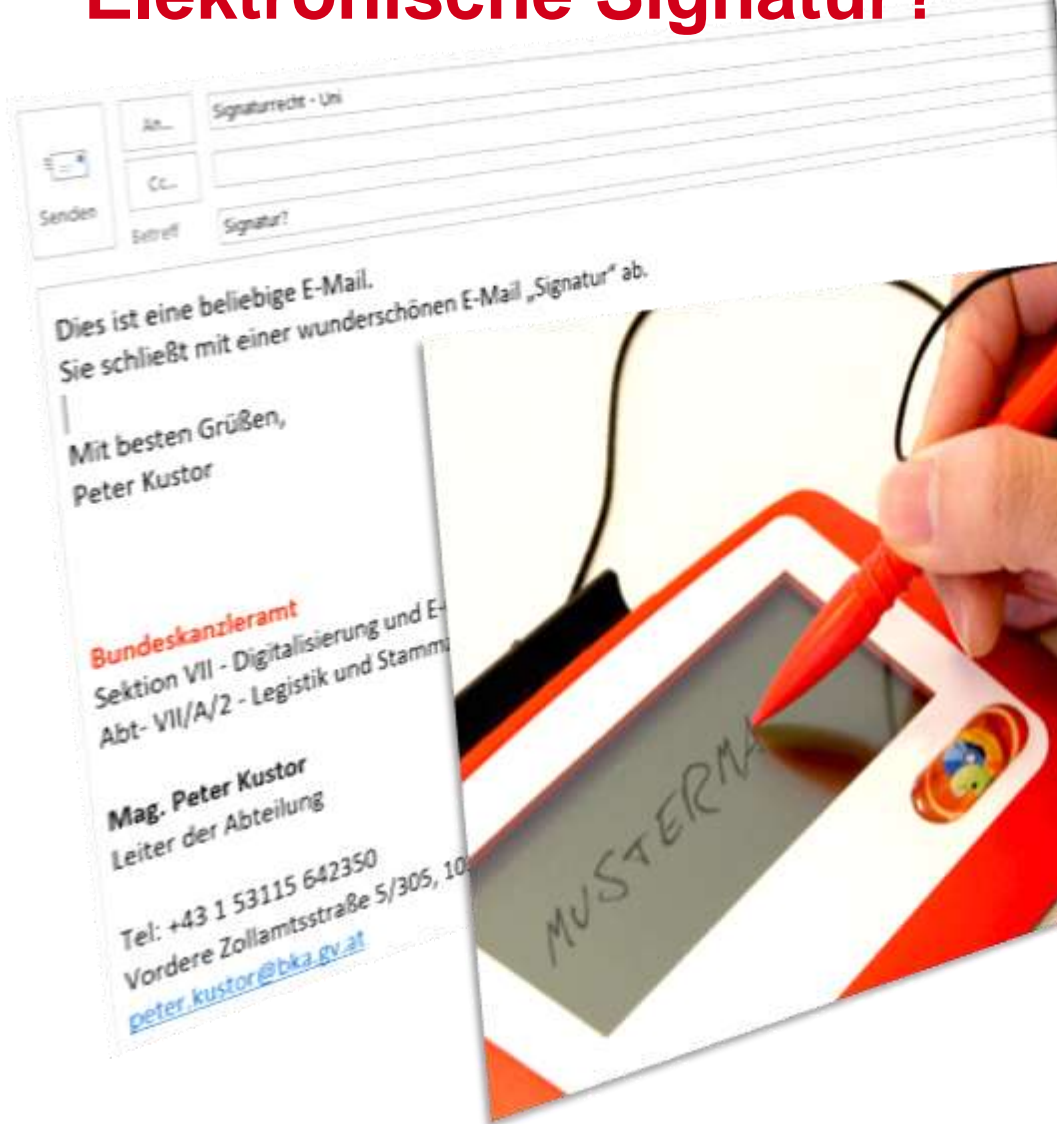 Elektronische Signatur?
Senden
An...
Signaturrecht - Uni
Cc...
Betreff
Signatur?
Dies ist eine beliebige E-Mail.
Sie schließt mit einer wunderschönen E-Mail „Signatur" ab.
Mit besten Grüßen,
Peter Kustor
Bundeskanzleramt
Sektion VII - Digitalisierung und E-
Abt- VII/A/2 - Legistik und Stamm
Mag. Peter Kustor
Leiter der Abteilung
Tel: +43 1 53115 642350
Vordere Zollamtsstraße 5/305, 10
peter.kustor@bka.gv.at
MUSTERMA